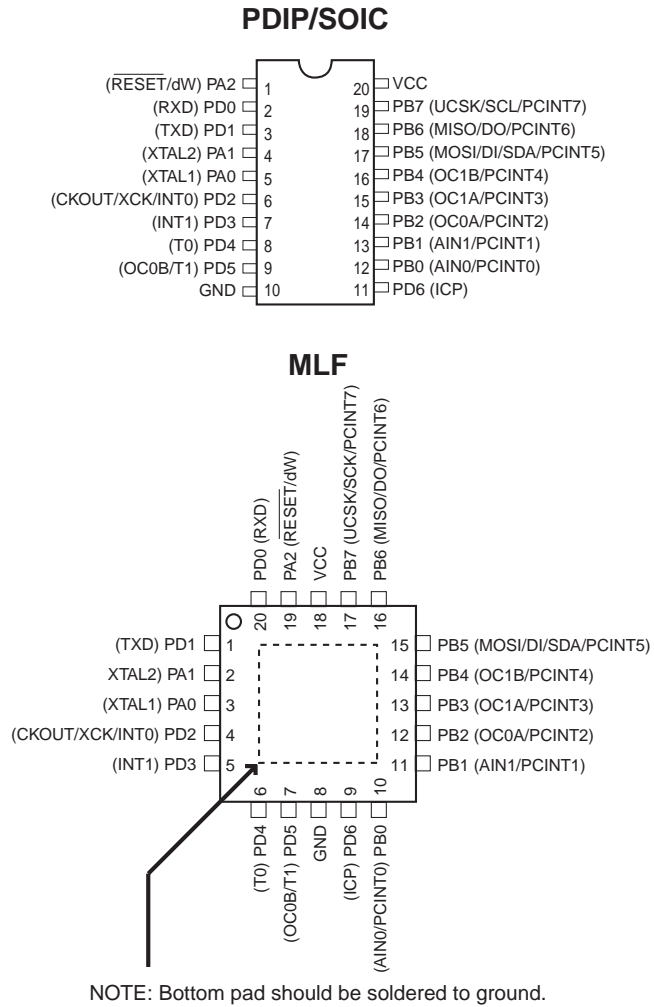 PDIP/SOIC
(RESET/dW) PA2 1
(RXD) PD0 2
(TXD) PD1 3
(XTAL2) PA1 4
(XTAL1) PA0 5
(CKOUT/XCK/INT0) PD2 6
(INT1) PD3 7
(T0) PD4 8
(OC0B/T1) PD5 9
GND 10
20 VCC
19 PB7 (UCSK/SCL/PCINT7)
18 PB6 (MISO/DO/PCINT6)
17 PB5 (MOSI/DI/SDA/PCINT5)
16 PB4 (OC1B/PCINT4)
15 PB3 (OC1A/PCINT3)
14 PB2 (OC0A/PCINT2)
13 PB1 (AIN1/PCINT1)
12 PB0 (AIN0/PCINT0)
11 PD6 (ICP)
MLF
PD0 (RXD) 20
PA2 (RESET/dW) 19
VCC 18
PB7 (UCSK/SCK/PCINT7) 17
PB6 (MISO/DO/PCINT6) 16
(TXD) PD1 1
XTAL2) PA1 2
(XTAL1) PA0 3
(CKOUT/XCK/INT0) PD2 4
(INT1) PD3 5
15 PB5 (MOSI/DI/SDA/PCINT5)
14 PB4 (OC1B/PCINT4)
13 PB3 (OC1A/PCINT3)
12 PB2 (OC0A/PCINT2)
11 PB1 (AIN1/PCINT1)
(T0) PD4 6
(OC0B/T1) PD5 7
GND 8
(ICP) PD6 9
(AIN0/PCINT0) PB0 10
NOTE: Bottom pad should be soldered to ground.